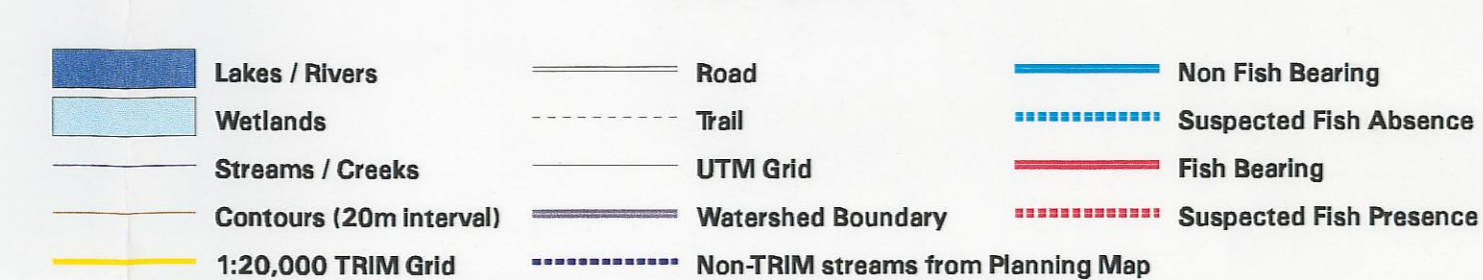 Lakes / Rivers
Wetlands
Streams / Creeks
Contours (20m interval)
1:20,000 TRIM Grid
Road
Trail
UTM Grid
Watershed Boundary
Non-TRIM streams from Planning Map
Non Fish Bearing
Suspected Fish Absence
Fish Bearing
Suspected Fish Presence